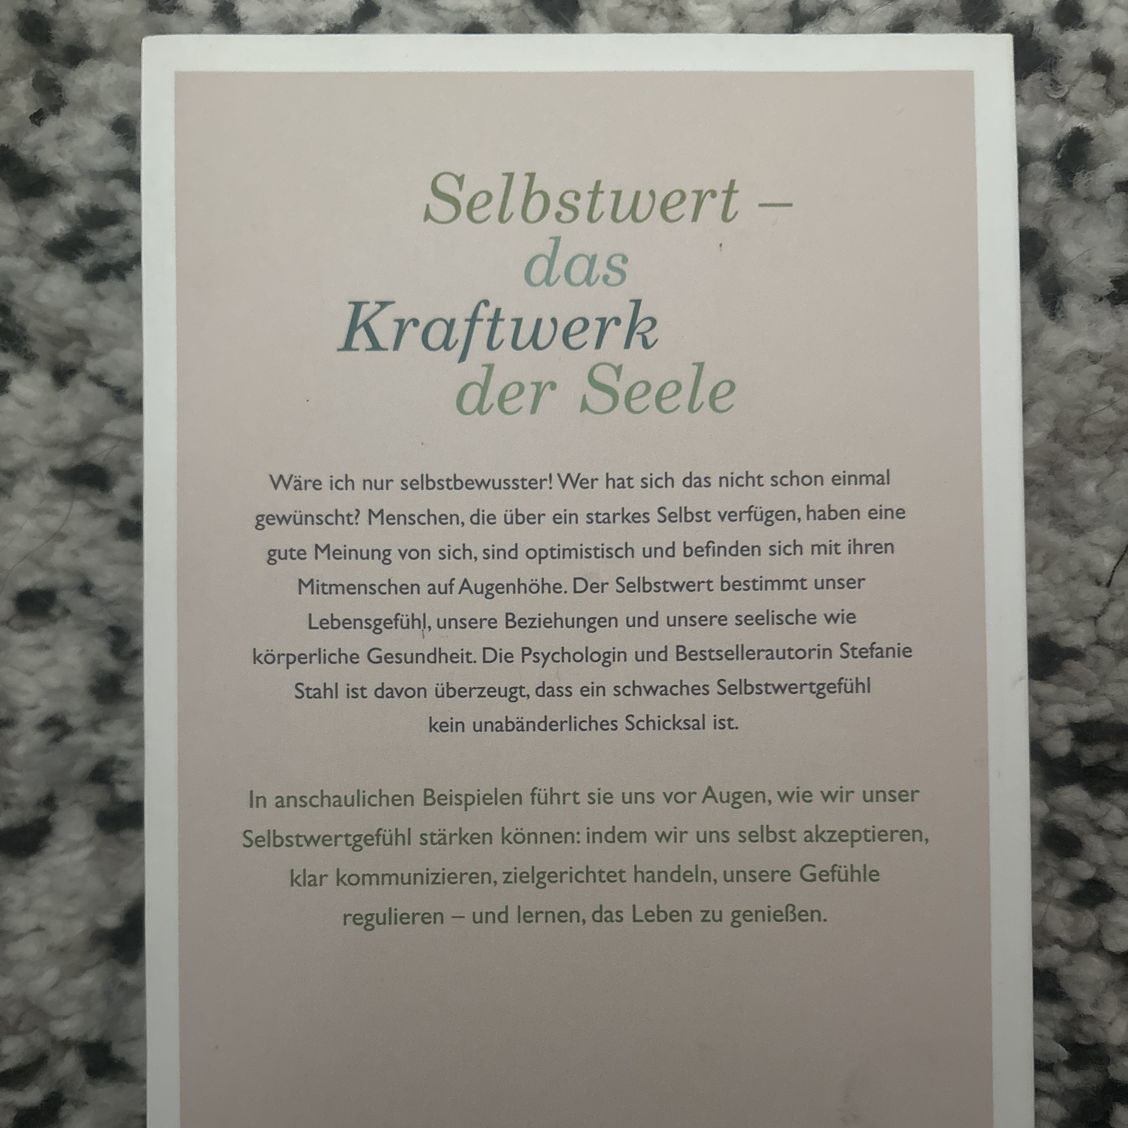 Selbstwert –
das
Kraftwerk
der Seele
Wäre ich nur selbstbewusster! Wer hat sich das nicht schon einmal
gewünscht? Menschen, die über ein starkes Selbst verfügen, haben eine
gute Meinung von sich, sind optimistisch und befinden sich mit ihren
Mitmenschen auf Augenhöhe. Der Selbstwert bestimmt unser
Lebensgefühl, unsere Beziehungen und unsere seelische wie
körperliche Gesundheit. Die Psychologin und Bestsellerautorin Stefanie
Stahl ist davon überzeugt, dass ein schwaches Selbstwertgefühl
kein unabänderliches Schicksal ist.
In anschaulichen Beispielen führt sie uns vor Augen, wie wir unser
Selbstwertgefühl stärken können: indem wir uns selbst akzeptieren,
klar kommunizieren, zielgerichtet handeln, unsere Gefühle
regulieren – und lernen, das Leben zu genießen.